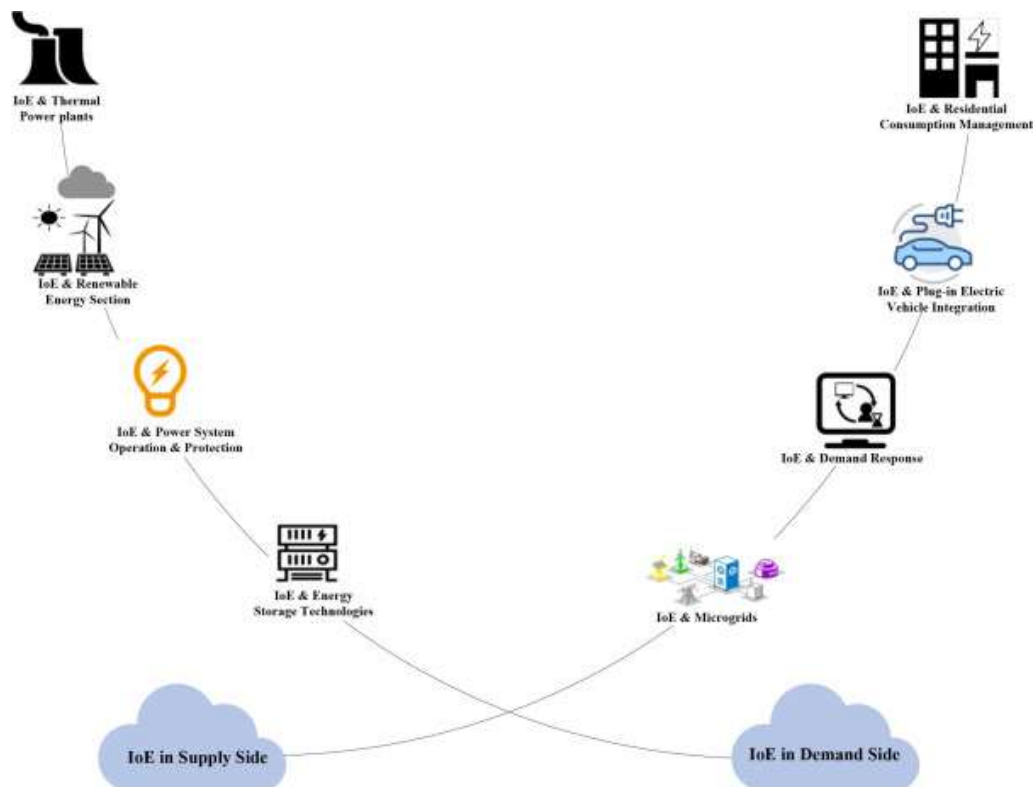 IoE & Thermal
Power plants
IoE & Residential
Consumption Management
IoE & Renewable
Energy Section
IoE & Plug-in Electric
Vehicle Integration
IoE & Power System
Operation & Protection
IoE & Demand Response
IoE & Energy
Storage Technologies
IoE & Microgrids
IoE in Supply Side
IoE in Demand Side